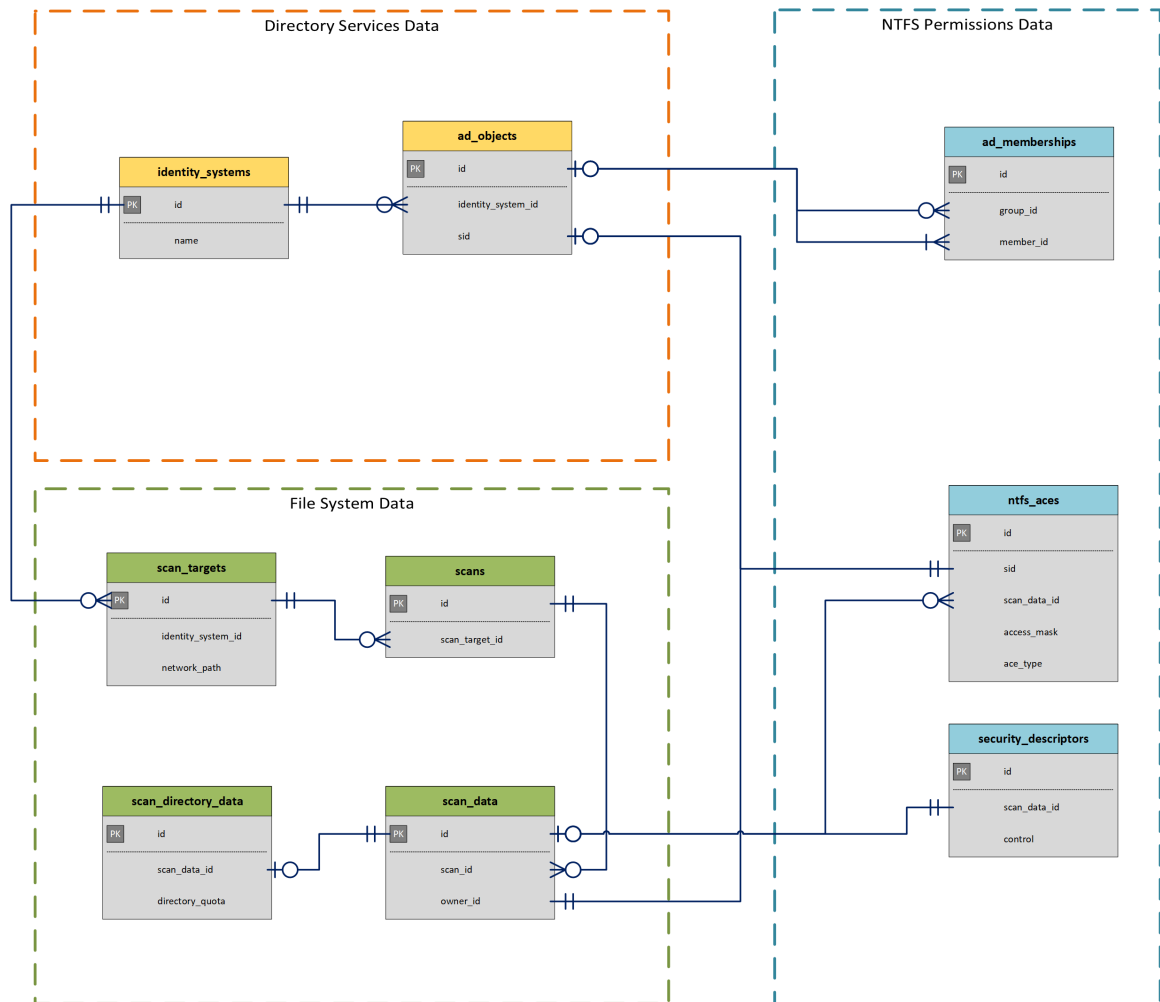 Directory Services Data
identity_systems
PK id
name
ad_objects
PK id
identity_system_id
sid
NTFS Permissions Data
ad_memberships
PK id
group_id
member_id
ntfs_aces
PK id
sid
scan_data_id
access_mask
ace_type
security_descriptors
PK id
scan_data_id
control
File System Data
scan_targets
PK id
identity_system_id
network_path
scans
PK id
scan_target_id
scan_directory_data
PK id
scan_data_id
directory_quota
scan_data
PK id
scan_id
owner_id